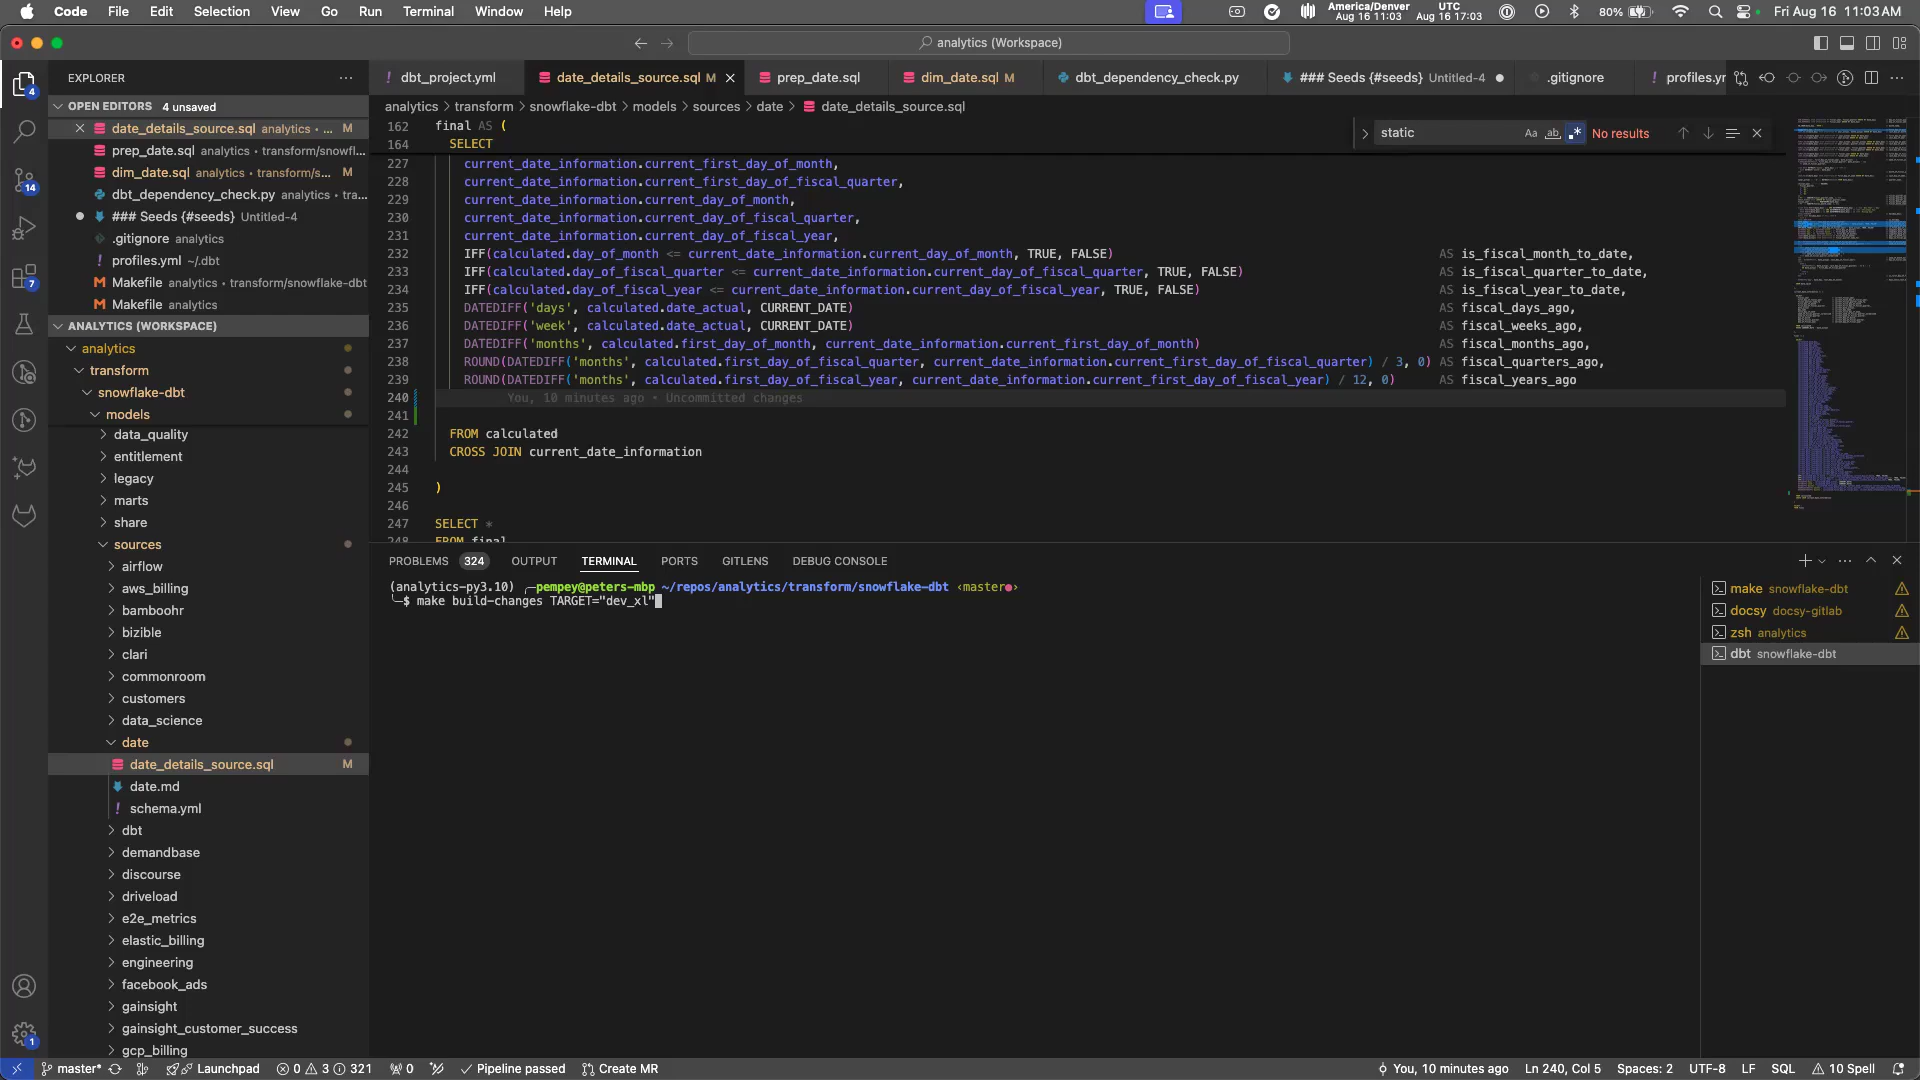 Code File Edit Selection View Go Run Terminal Window Help
America/Denver
Aug 16 11:03
UTC
Aug 16 17:03
80%
Fri Aug 16 11:03 AM
analytics (Workspace)
EXPLORER
dbt_project.yml
date_details_source.sql M
prep_date.sql
dim_date.sql M
dbt_dependency_check.py
### Seeds {#seeds} Untitled-4
.gitignore
profiles.yr
OPEN EDITORS 4 unsaved
date_details_source.sql analytics • ... M
prep_date.sql analytics • transform/snowfl...
dim_date.sql analytics • transform/s... M
dbt_dependency_check.py analytics • tra...
### Seeds {#seeds} Untitled-4
.gitignore analytics
profiles.yml ~/.dbt
Makefile analytics • transform/snowflake-dbt
Makefile analytics
ANALYTICS (WORKSPACE)
analytics
transform
snowflake-dbt
models
data_quality
entitlement
legacy
marts
share
sources
airflow
aws_billing
bamboohr
bizible
clari
commonroom
customers
data_science
date
date_details_source.sql M
date.md
schema.yml
dbt
demandbase
discourse
driveload
e2e_metrics
elastic_billing
engineering
facebook_ads
gainsight
gainsight_customer_success
gcp_billing
4
14
7
1
analytics > transform > snowflake-dbt > models > sources > date > date_details_source.sql
static Aa ab No results
162 final AS (
164 SELECT
227 current_date_information.current_first_day_of_month,
228 current_date_information.current_first_day_of_fiscal_quarter,
229 current_date_information.current_day_of_month,
230 current_date_information.current_day_of_fiscal_quarter,
231 current_date_information.current_day_of_fiscal_year,
232 IFF(calculated.day_of_month <= current_date_information.current_day_of_month, TRUE, FALSE) AS is_fiscal_month_to_date,
233 IFF(calculated.day_of_fiscal_quarter <= current_date_information.current_day_of_fiscal_quarter, TRUE, FALSE) AS is_fiscal_quarter_to_date,
234 IFF(calculated.day_of_fiscal_year <= current_date_information.current_day_of_fiscal_year, TRUE, FALSE) AS is_fiscal_year_to_date,
235 DATEDIFF('days', calculated.date_actual, CURRENT_DATE) AS fiscal_days_ago,
236 DATEDIFF('week', calculated.date_actual, CURRENT_DATE) AS fiscal_weeks_ago,
237 DATEDIFF('months', calculated.first_day_of_month, current_date_information.current_first_day_of_month) AS fiscal_months_ago,
238 ROUND(DATEDIFF('months', calculated.first_day_of_fiscal_quarter, current_date_information.current_first_day_of_fiscal_quarter) / 3, 0) AS fiscal_quarters_ago,
239 ROUND(DATEDIFF('months', calculated.first_day_of_fiscal_year, current_date_information.current_first_day_of_fiscal_year) / 12, 0) AS fiscal_years_ago
240 You, 10 minutes ago • Uncommitted changes
241
242 FROM calculated
243 CROSS JOIN current_date_information
244
245 )
246
247 SELECT *
248 FROM final
PROBLEMS 324 OUTPUT TERMINAL PORTS GITLENS DEBUG CONSOLE
(analytics-py3.10) ╭─pempey@peters-mbp ~/repos/analytics/transform/snowflake-dbt ‹master●›
╰─$ make build-changes TARGET="dev_xl"
make snowflake-dbt
docsy docsy-gitlab
zsh analytics
dbt snowflake-dbt
master* Launchpad 0 3 321 0 Pipeline passed Create MR You, 10 minutes ago Ln 240, Col 5 Spaces: 2 UTF-8 LF SQL 10 Spell